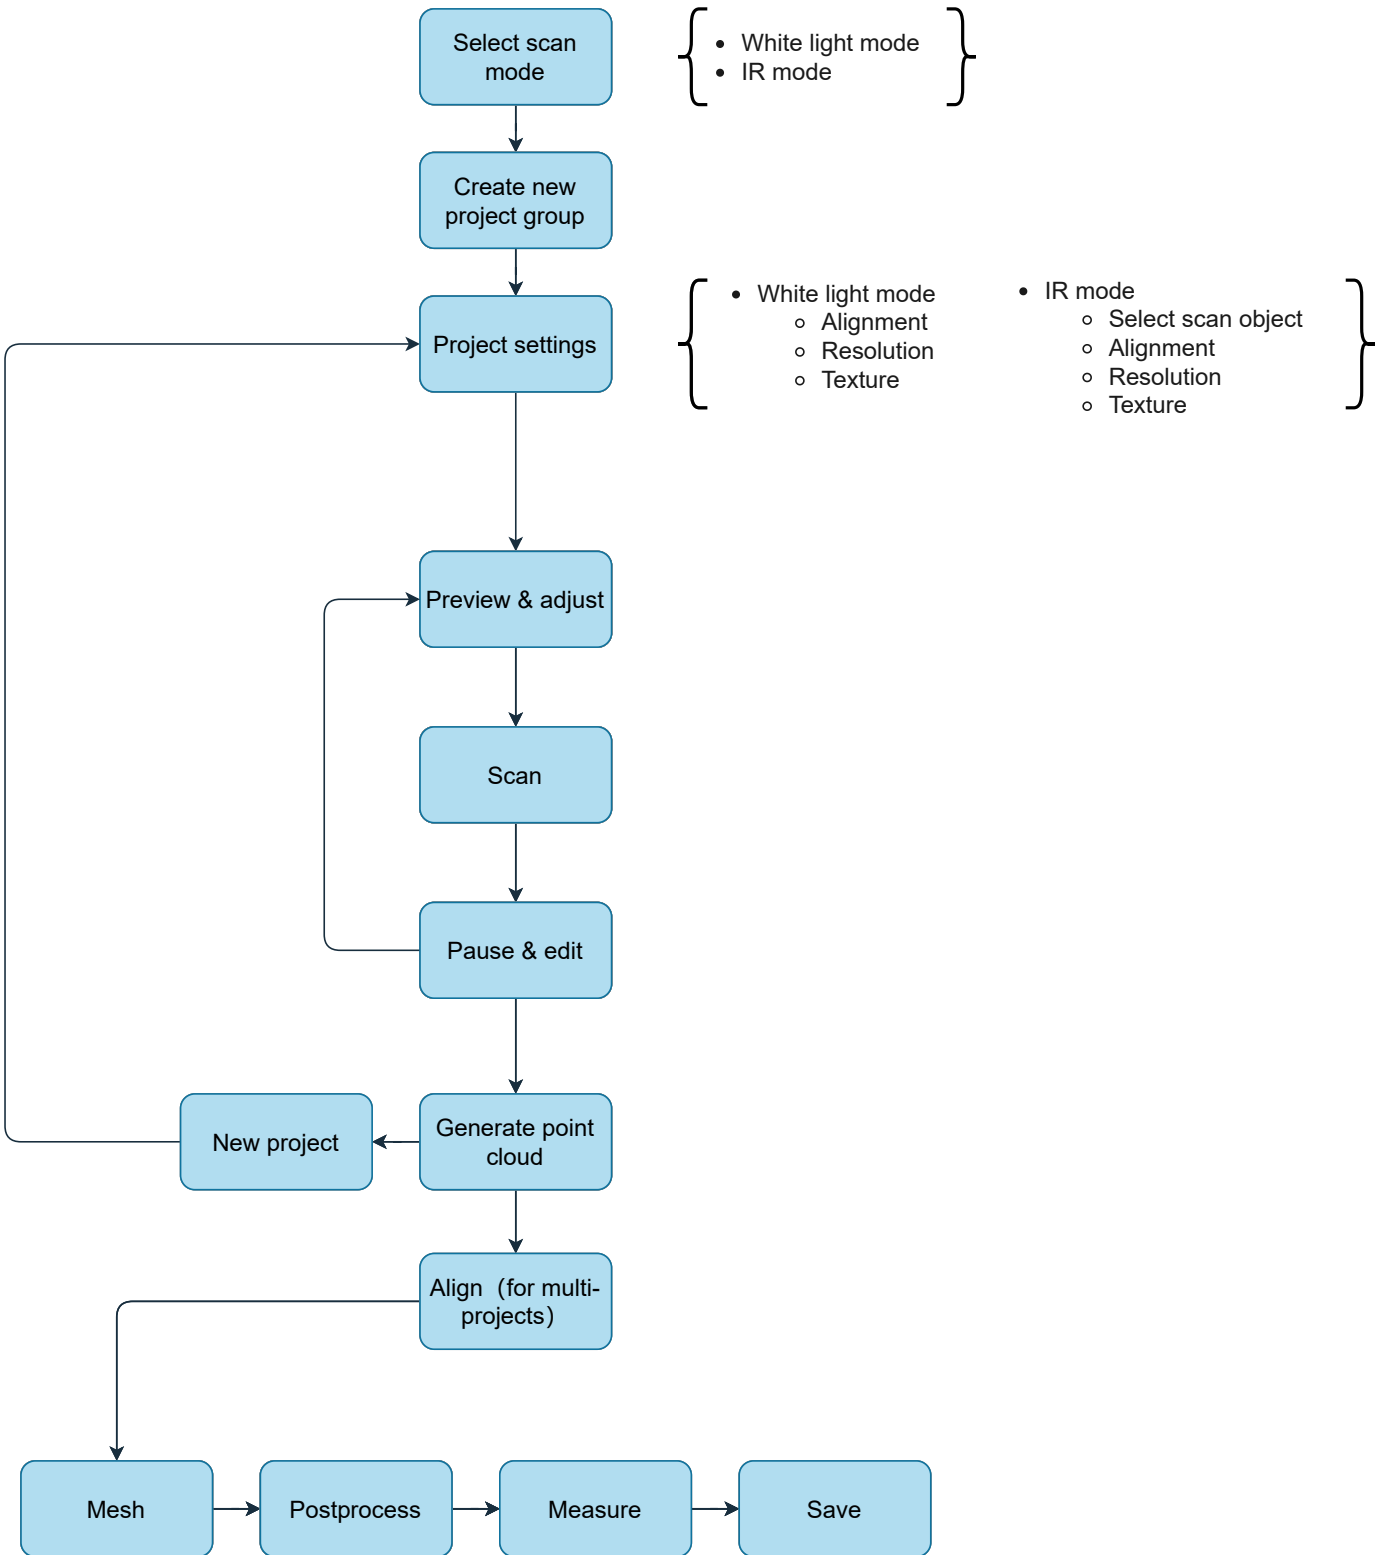 Select scan
mode
• White light mode
• IR mode
Create new
project group
Project settings
• White light mode
○ Alignment
○ Resolution
○ Texture
• IR mode
○ Select scan object
○ Alignment
○ Resolution
○ Texture
Preview & adjust
Scan
Pause & edit
New project
Generate point
cloud
Align（for multi-
projects）
Mesh
Postprocess
Measure
Save